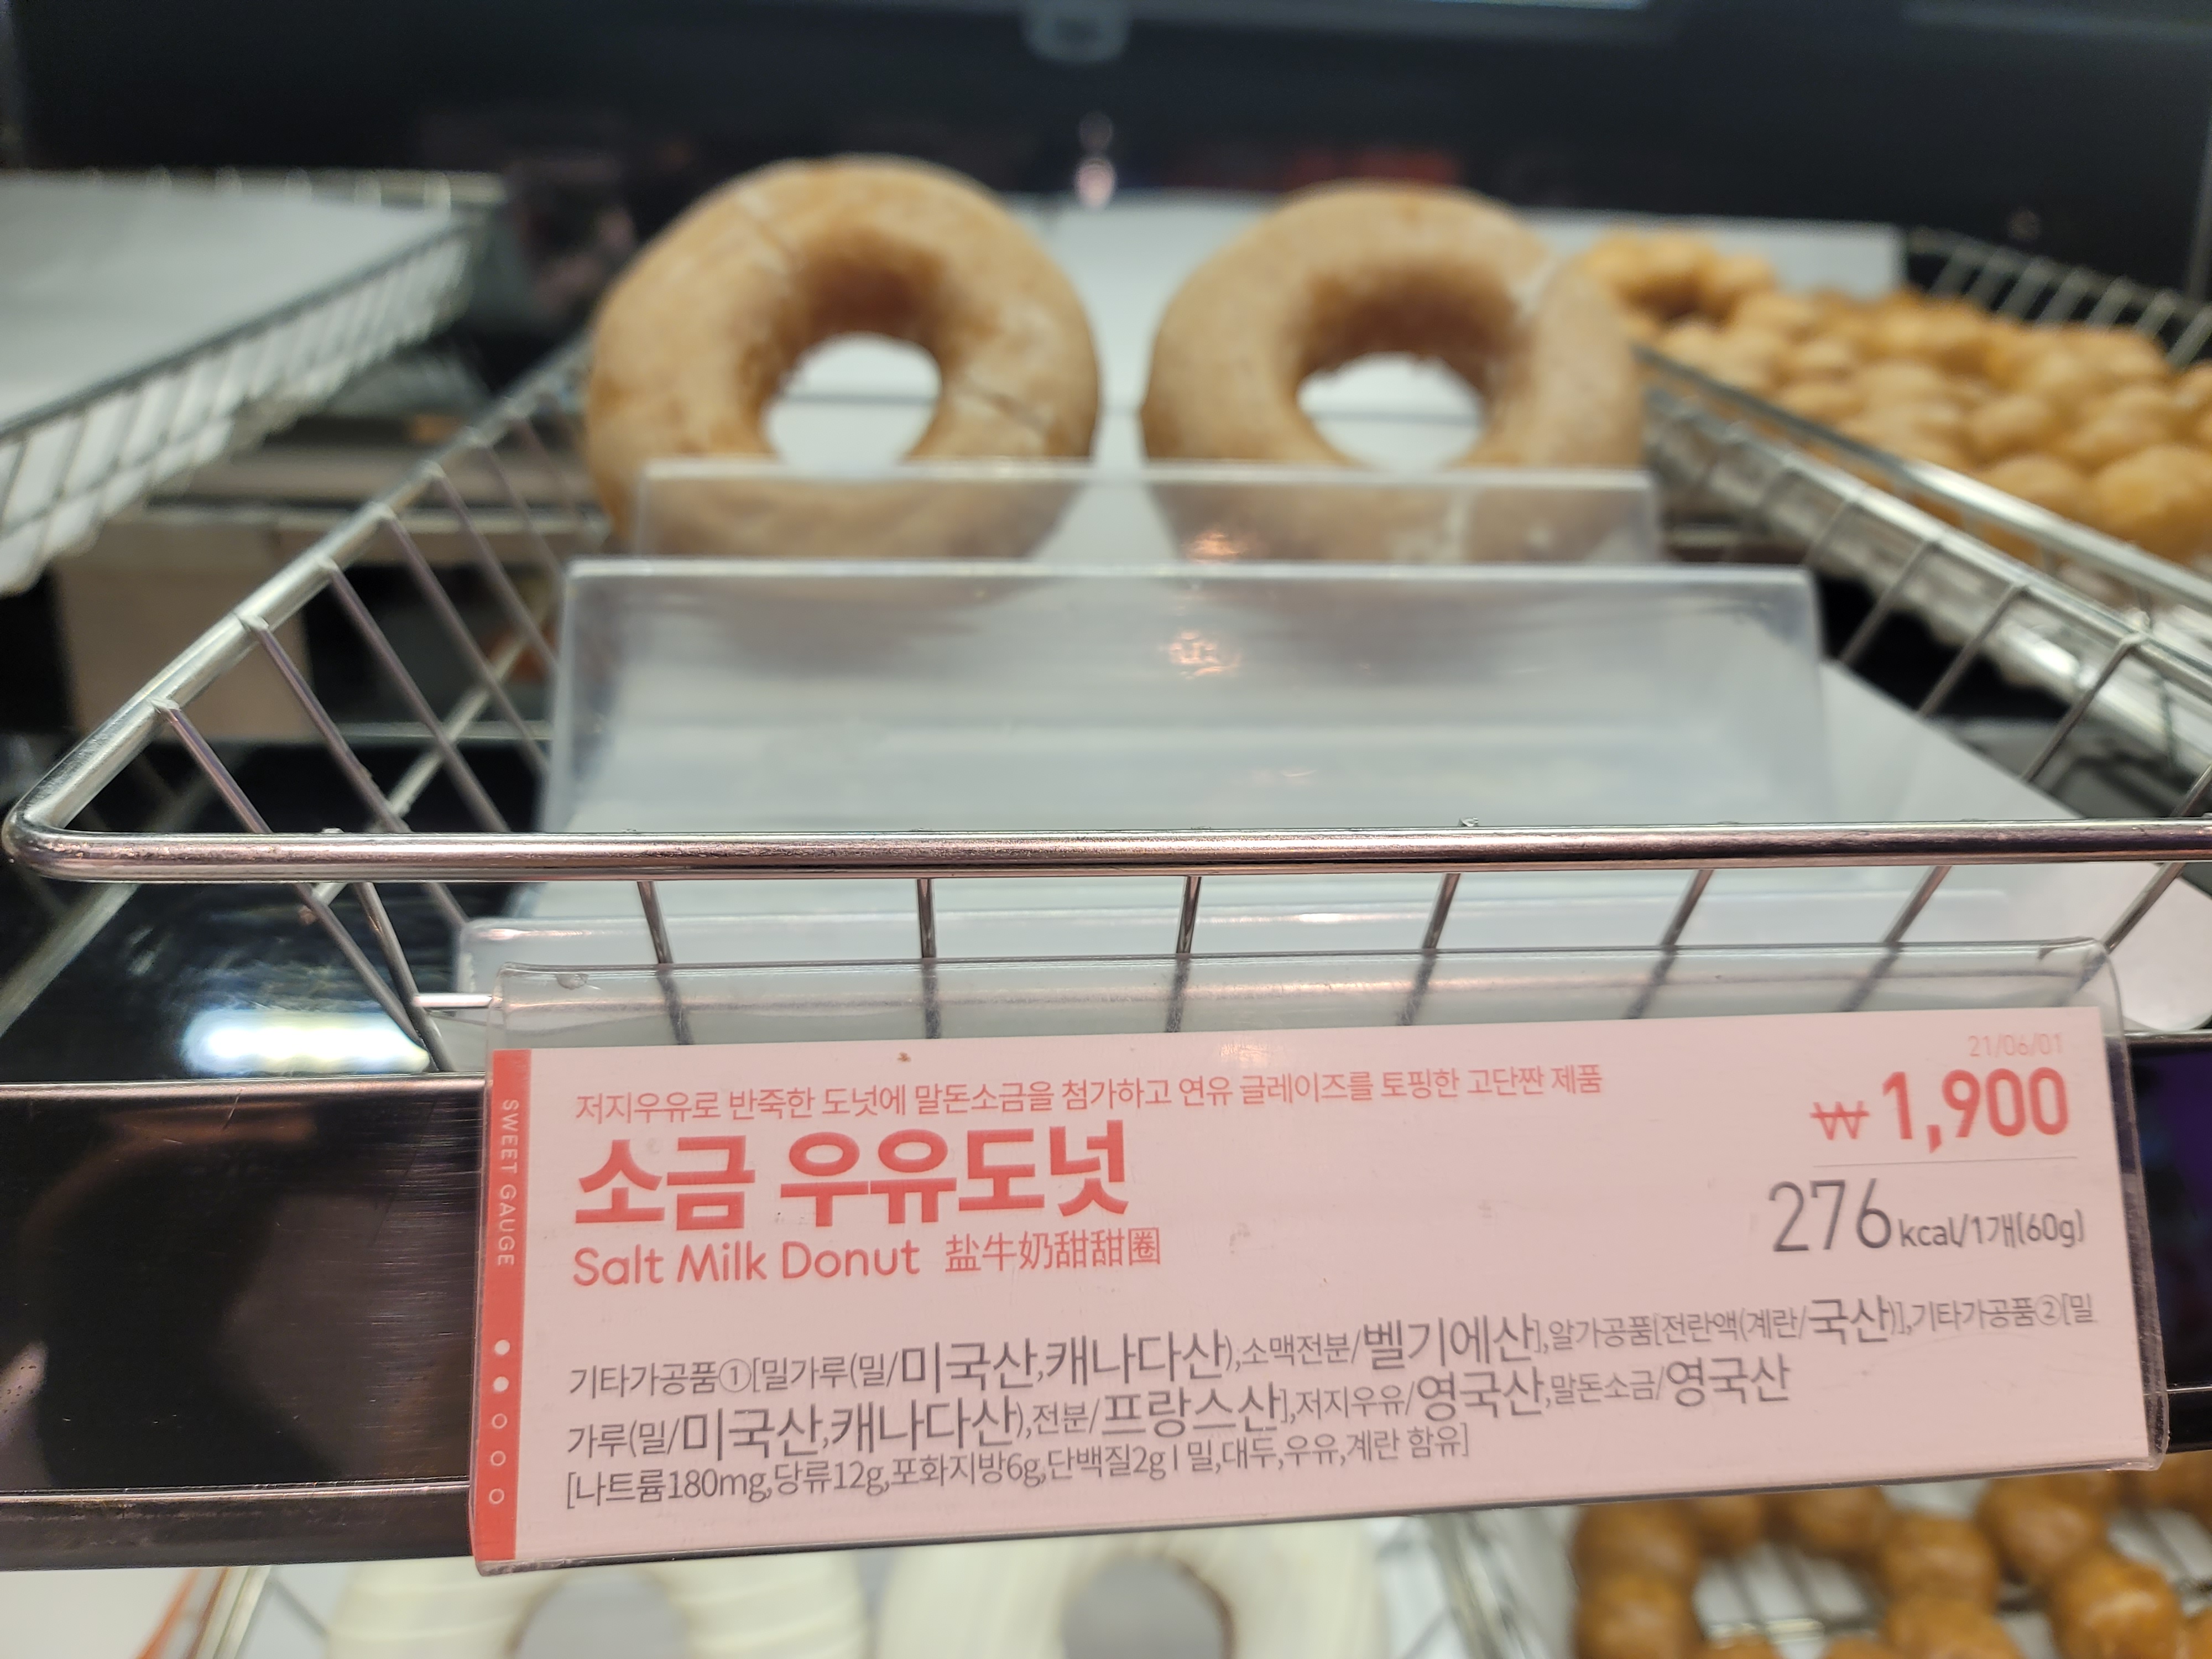 21/06/01
저지우유로 반죽한 도넛에 말돈소금을 첨가하고 연유 글레이즈를 토핑한 고단짠 제품
₩1,900
소금 우유도넛
276kcal/1개(60g)
Salt Milk Donut 盐牛奶甜甜圈
기타가공품①[밀가루(밀/미국산,캐나다산),소맥전분/벨기에산],알가공품[전란액(계란/국산)],기타가공품②[밀
가루(밀/미국산,캐나다산),전분/프랑스산],저지우유/영국산,말돈소금/영국산
[나트륨180mg,당류12g,포화지방6g,단백질2g | 밀,대두,우유,계란 함유]
SWEET GAUGE